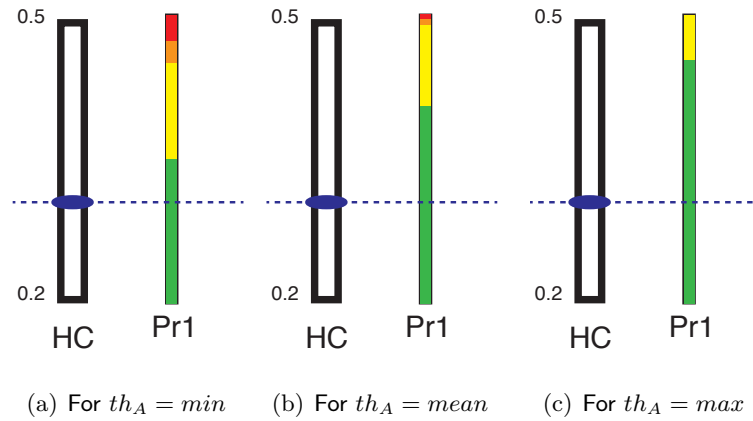 0.5 0.5 0.5
0.2 0.2 0.2
HC Pr1 HC Pr1 HC Pr1
(a) For th_A = min (b) For th_A = mean (c) For th_A = max